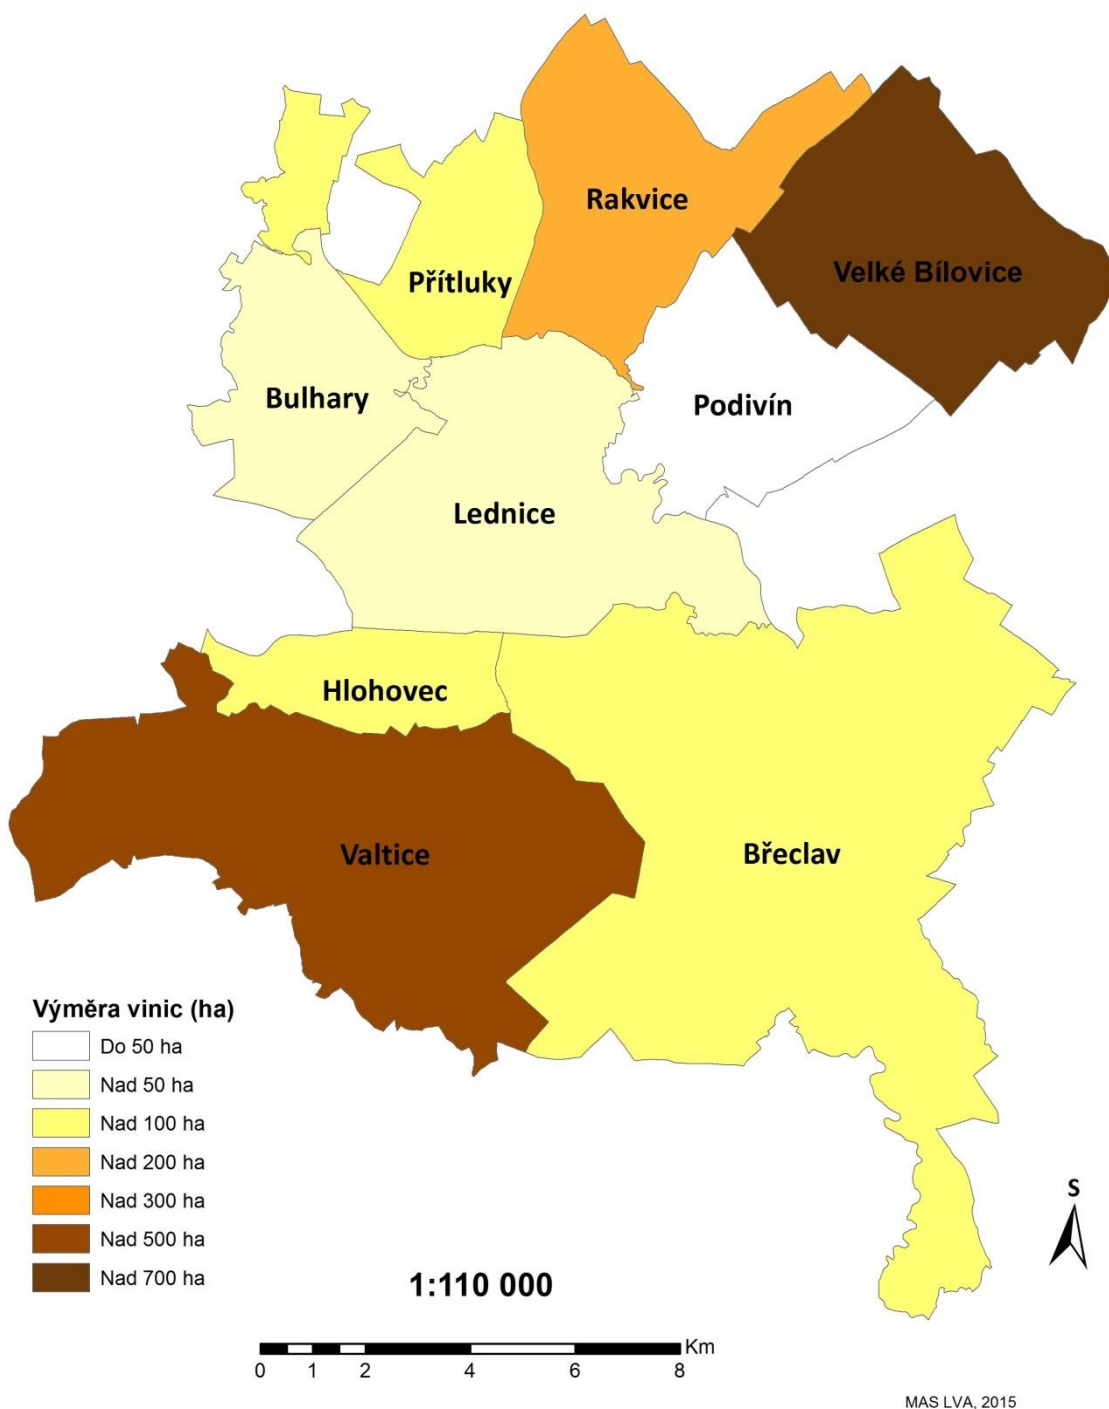 Rakvice
Velké Bílovice
Přítluky
Bulhary
Podivín
Lednice
Hlohovec
Valtice
Břeclav
Výměra vinic (ha)
Do 50 ha
Nad 50 ha
Nad 100 ha
Nad 200 ha
Nad 300 ha
Nad 500 ha
Nad 700 ha
S
1:110 000
Km
0 1 2 4 6 8
MAS LVA, 2015